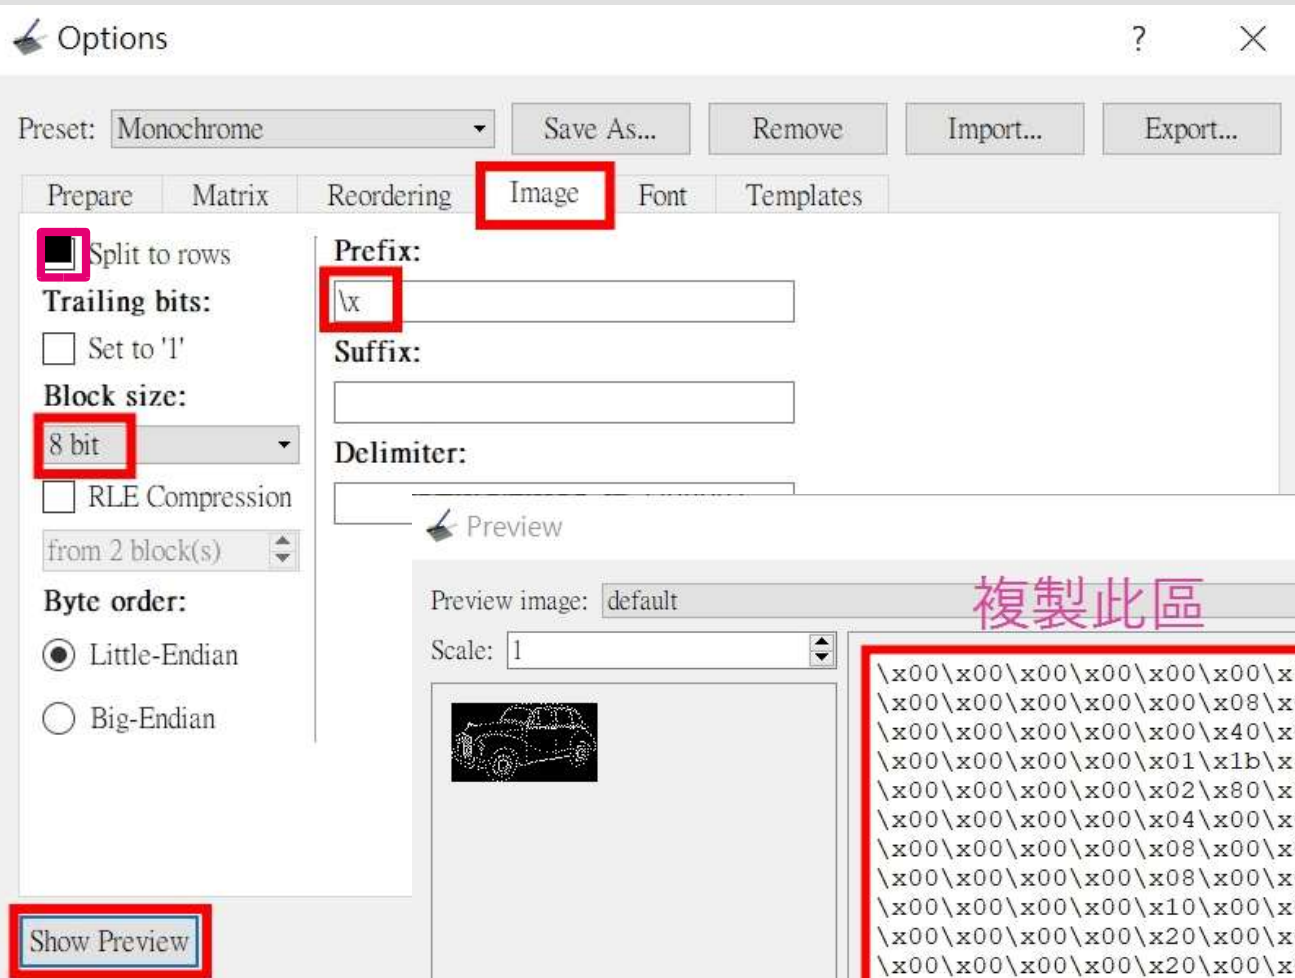 Options
?
Preset: Monochrome Save As... Remove Import... Export...
Prepare Matrix Reordering Image Font Templates
Split to rows
Trailing bits:
Set to '1'
Block size:
8 bit
RLE Compression
from 2 block(s)
Byte order:
Little-Endian
Big-Endian
Prefix:
\x
Suffix:
Delimiter:
Show Preview
Preview
Preview image: default
複製此區
Scale: 1
\x00\x00\x00\x00\x00\x00\x
\x00\x00\x00\x00\x00\x08\x
\x00\x00\x00\x00\x00\x40\x
\x00\x00\x00\x00\x01\x1b\x
\x00\x00\x00\x00\x02\x80\x
\x00\x00\x00\x00\x04\x00\x
\x00\x00\x00\x00\x08\x00\x
\x00\x00\x00\x00\x08\x00\x
\x00\x00\x00\x00\x10\x00\x
\x00\x00\x00\x00\x20\x00\x
\x00\x00\x00\x00\x20\x00\x